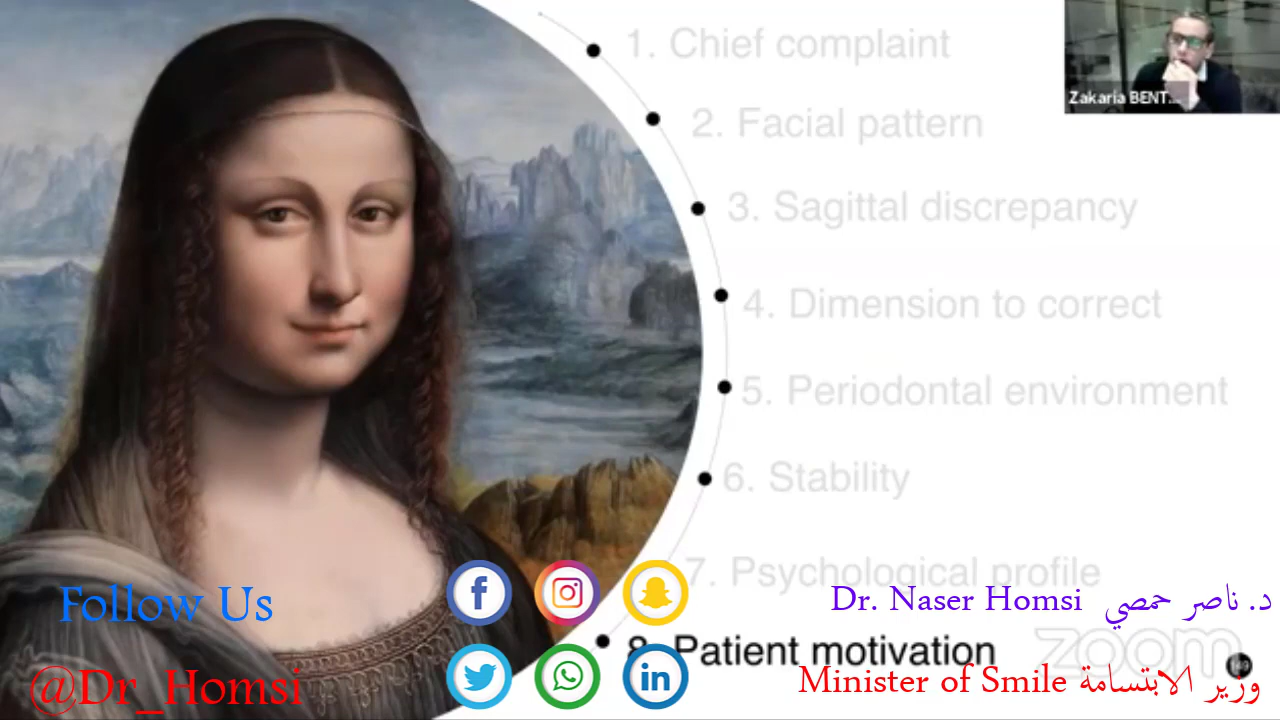 1. Chief complaint
Zakaria BENT...
2. Facial pattern
3. Sagittal discrepancy
4. Dimension to correct
5. Periodontal environment
6. Stability
7. Psychological profile
Follow Us
Dr. Naser Homsi د. ناصر حمصي
8. Patient motivation
zoom
149
@Dr_Homsi
Minister of Smile وزير الابتسامة